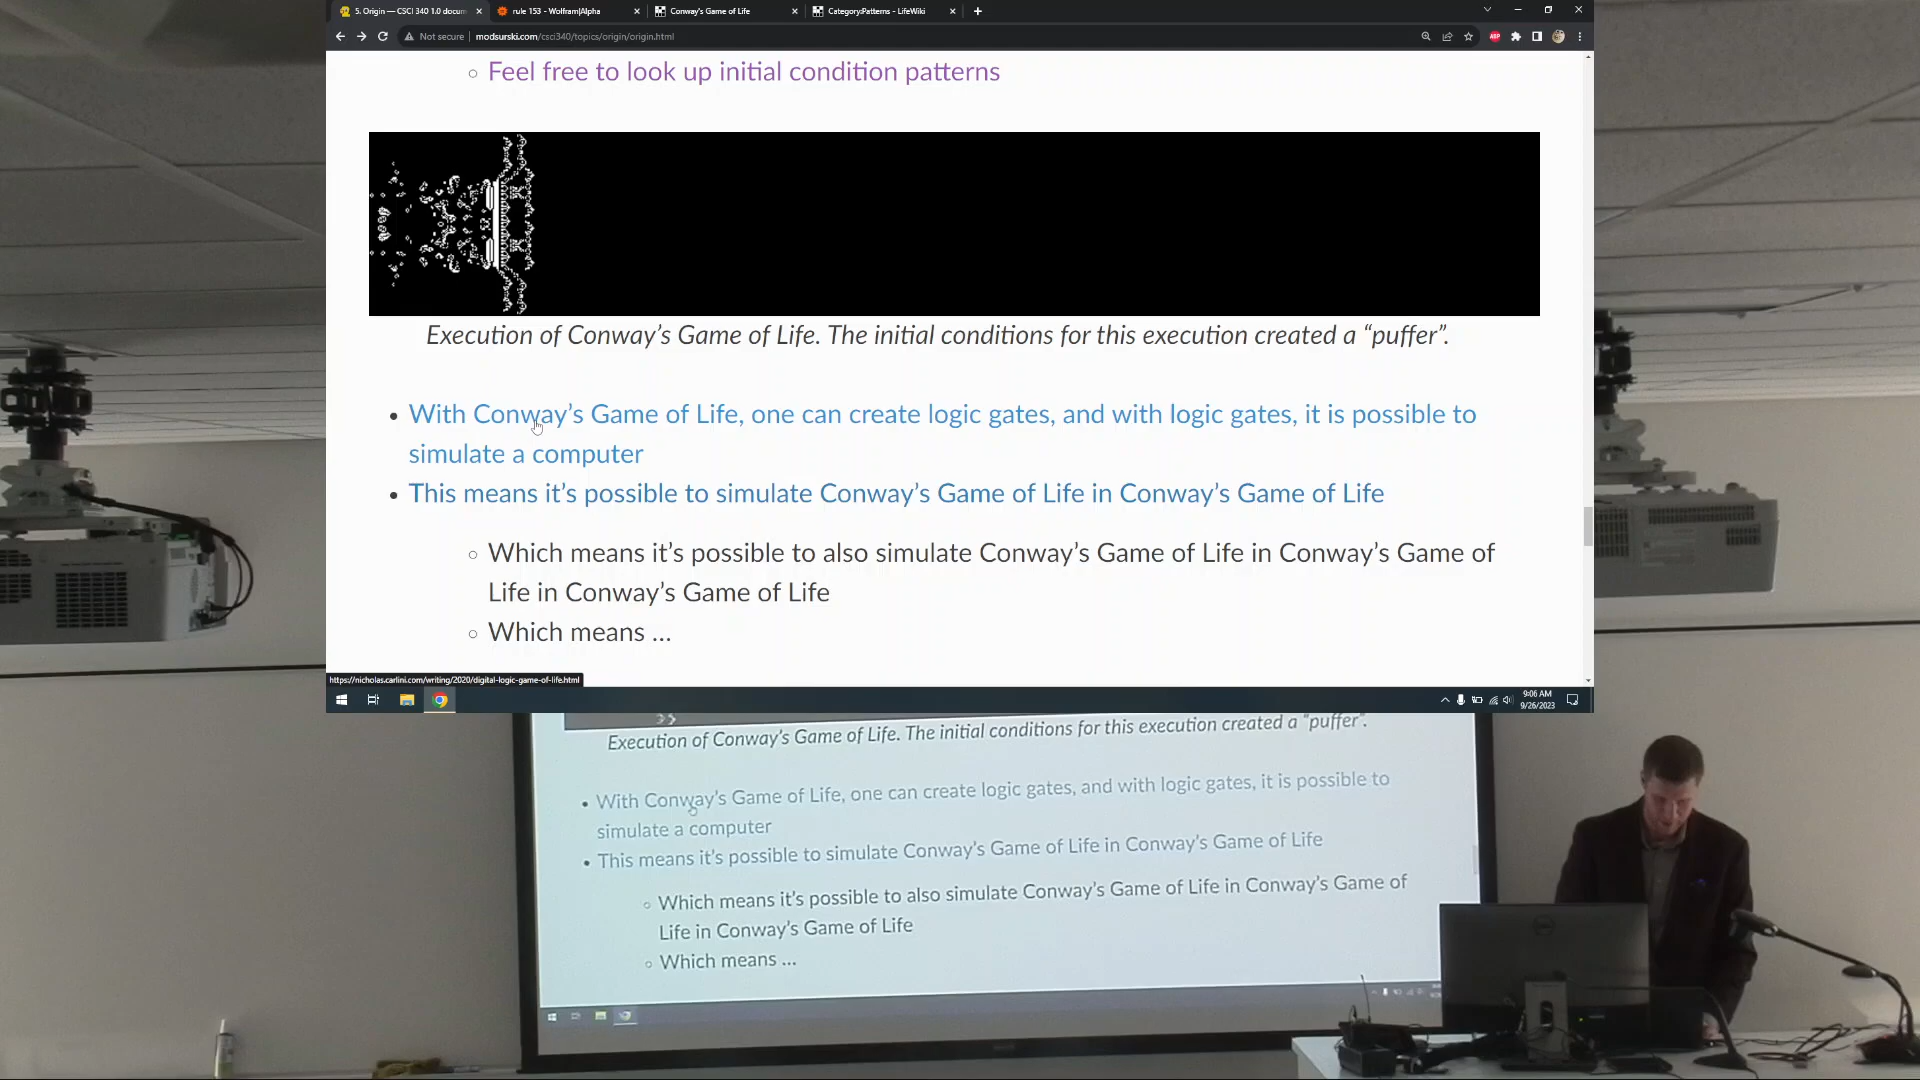 5. Origin — CSCI 340 1.0 docum
rule 153 - Wolfram|Alpha
Conway's Game of Life
Category:Patterns - LifeWiki
Not secure | modsurski.com/csci340/topics/origin/origin.html
ABP
Feel free to look up initial condition patterns
Execution of Conway's Game of Life. The initial conditions for this execution created a “puffer”.
With Conway's Game of Life, one can create logic gates, and with logic gates, it is possible to
simulate a computer
This means it's possible to simulate Conway's Game of Life in Conway's Game of Life
Which means it's possible to also simulate Conway's Game of Life in Conway's Game of
Life in Conway's Game of Life
Which means ...
https://nicholas.carlini.com/writing/2020/digital-logic-game-of-life.html
9:06 AM
9/26/2023
Execution of Conway's Game of Life. The initial conditions for this execution created a “puffer”.
With Conway's Game of Life, one can create logic gates, and with logic gates, it is possible to
simulate a computer
This means it's possible to simulate Conway's Game of Life in Conway's Game of Life
Which means it's possible to also simulate Conway's Game of Life in Conway's Game of
Life in Conway's Game of Life
Which means ...